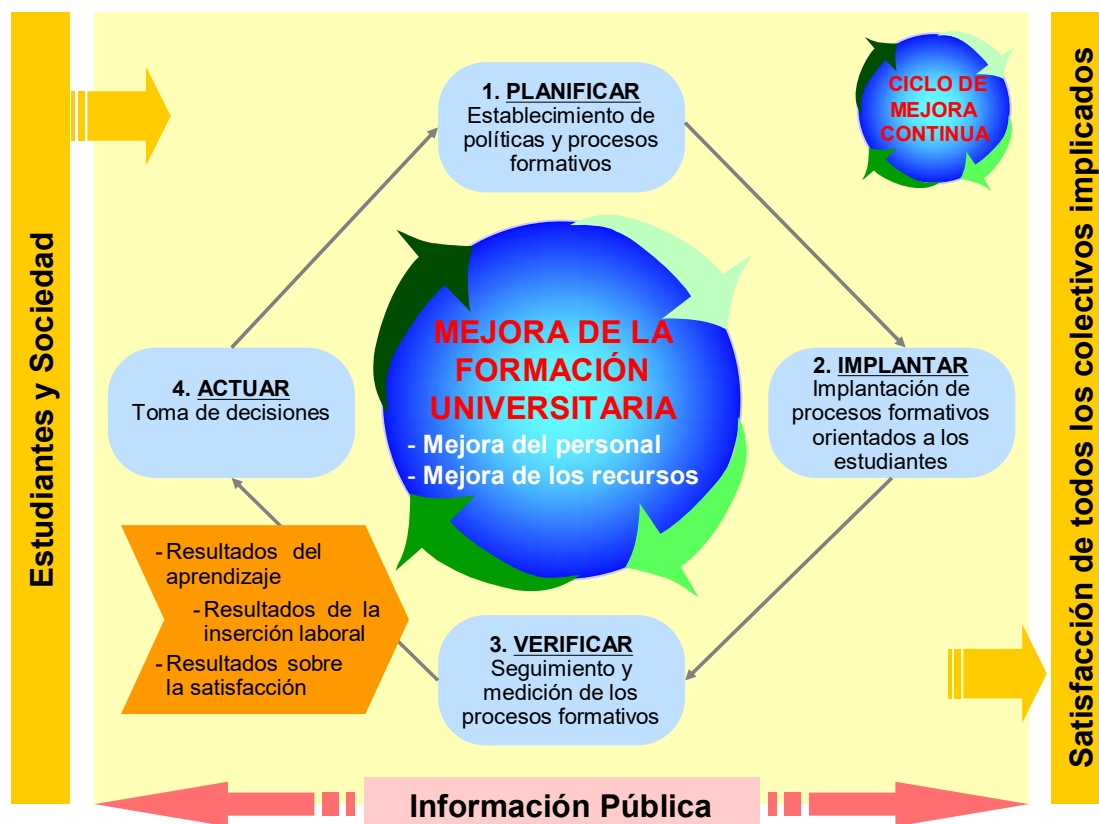 Estudiantes y Sociedad
1. PLANIFICAR
Establecimiento de
políticas y procesos
formativos
CICLO DE
MEJORA
CONTINUA
MEJORA DE LA
FORMACIÓN
UNIVERSITARIA
- Mejora del personal
- Mejora de los recursos
2. IMPLANTAR
Implantación de
procesos formativos
orientados a los
estudiantes
4. ACTUAR
Toma de decisiones
- Resultados del
aprendizaje
- Resultados de la
inserción laboral
- Resultados sobre
la satisfacción
3. VERIFICAR
Seguimiento y
medición de los
procesos formativos
Satisfacción de todos los colectivos implicados
Información Pública